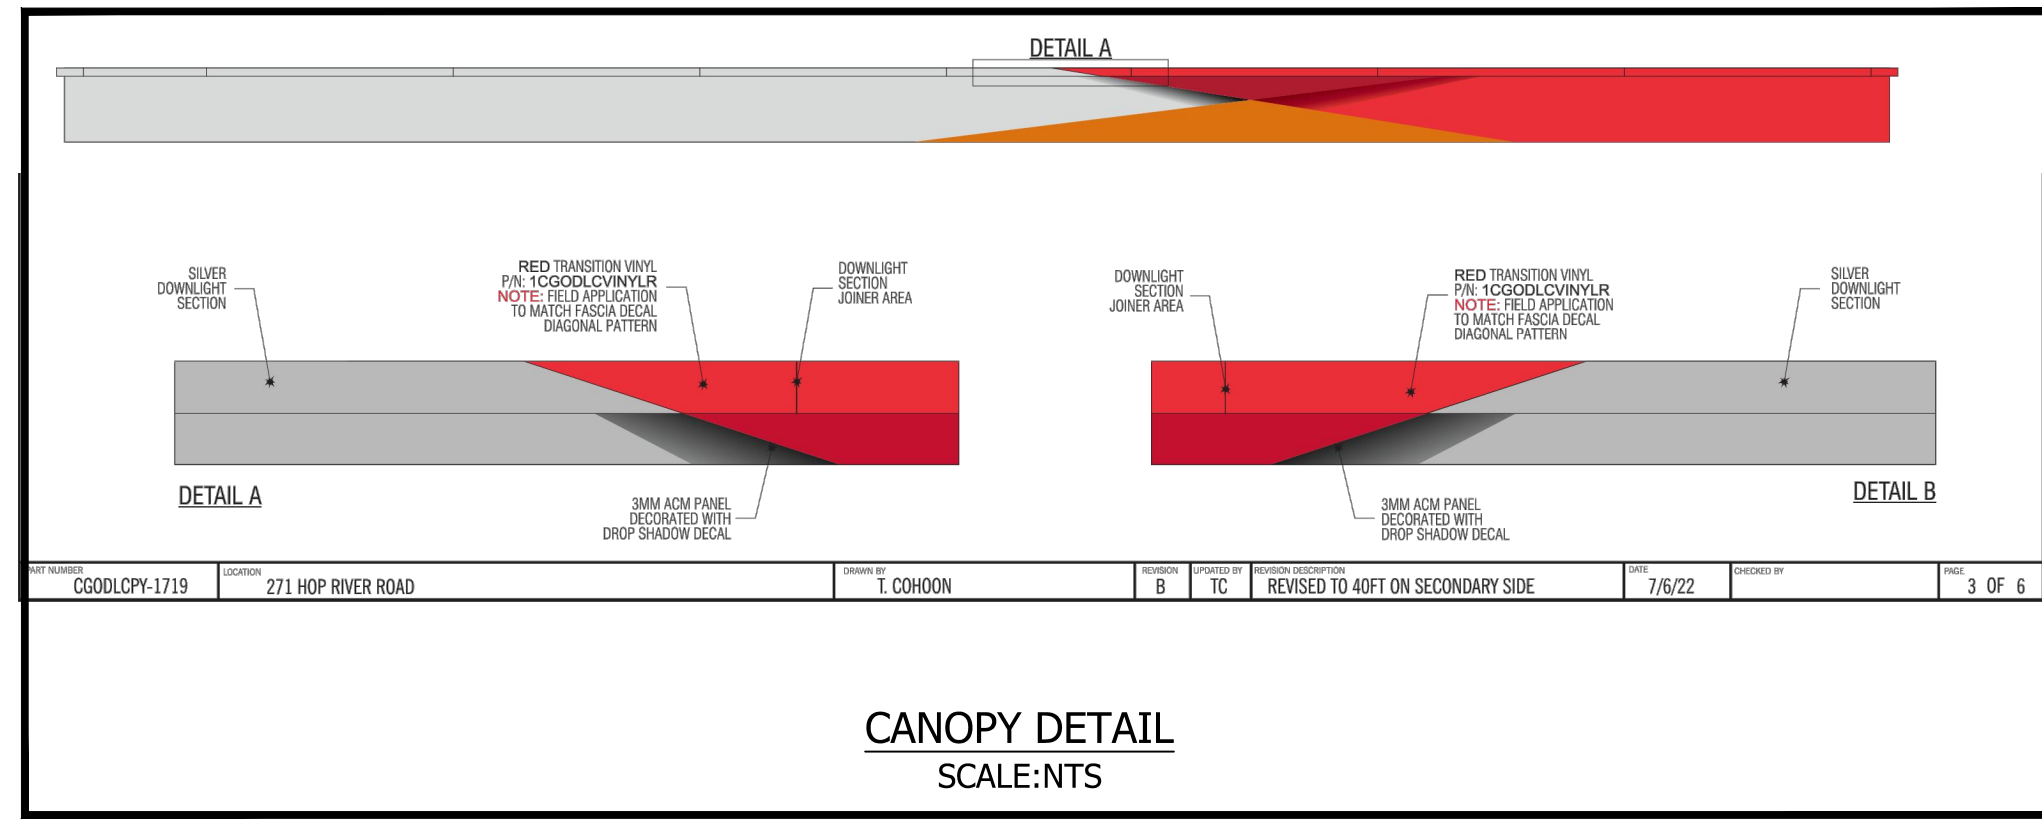 DETAIL A
SILVER
DOWNLIGHT
SECTION
RED TRANSITION VINYL
P/N: 1CGODLCVINYLR
NOTE: FIELD APPLICATION
TO MATCH FASCIA DECAL
DIAGONAL PATTERN
DOWNLIGHT
SECTION
JOINER AREA
DOWNLIGHT
SECTION
JOINER AREA
RED TRANSITION VINYL
P/N: 1CGODLCVINYLR
NOTE: FIELD APPLICATION
TO MATCH FASCIA DECAL
DIAGONAL PATTERN
SILVER
DOWNLIGHT
SECTION
DETAIL A
3MM ACM PANEL
DECORATED WITH
DROP SHADOW DECAL
3MM ACM PANEL
DECORATED WITH
DROP SHADOW DECAL
DETAIL B
PART NUMBER
CGODLCPY-1719
LOCATION
271 HOP RIVER ROAD
DRAWN BY
T. COHOON
REVISION
B
UPDATED BY
TC
REVISION DESCRIPTION
REVISED TO 40FT ON SECONDARY SIDE
DATE
7/6/22
CHECKED BY
PAGE
3 OF 6
CANOPY DETAIL
SCALE:NTS